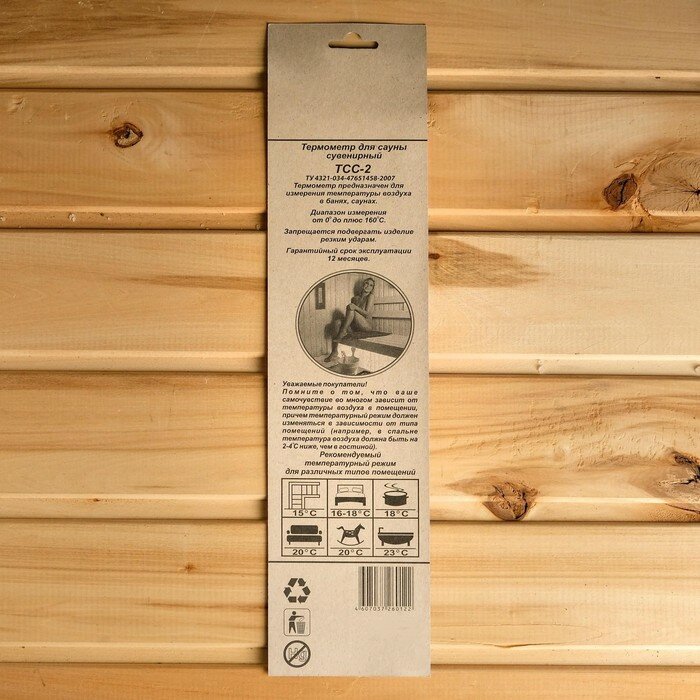 Термометр для сауны
сувенирный
ТСС-2
ТУ 4321-034-47651458-2007
Термометр предназначен для
измерения температуры воздуха
в банях, саунах.
Диапазон измерения
от 0° до плюс 160°С.
Запрещается подвергать изделие
резким ударам.
Гарантийный срок эксплуатации
12 месяцев.
Уважаемые покупатели!
Помните о том, что ваше
самочувствие во многом зависит от
температуры воздуха в помещении,
причем температурный режим должен
изменяться в зависимости от типа
помещений (например, в спальне
температура воздуха должна быть на
2-4°С ниже, чем в гостиной).
Рекомендуемый
температурный режим
для различных типов помещений
15°С 16-18°С 18°С
20°С 20°С 23°С
4 607037 280122
Hg